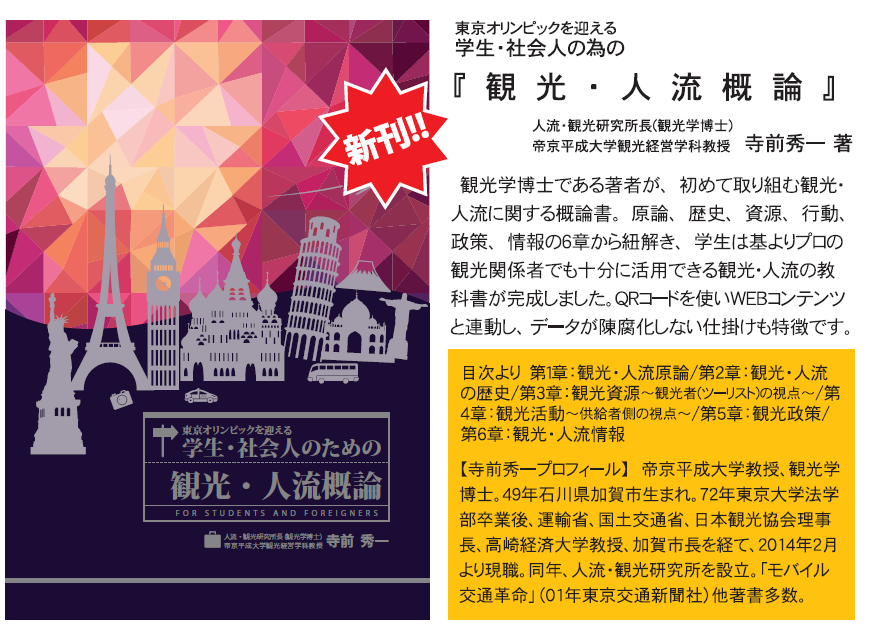 新刊!!
東京オリンピックを迎える
学生・社会人のための
観光・人流概論
FOR STUDENTS AND FOREIGNERS
人流・観光研究所長(観光学博士)
帝京平成大学観光経営学科教授 寺前 秀一
東京オリンピックを迎える
学生・社会人の為の
『観光・人流概論』
人流・観光研究所長(観光学博士)
帝京平成大学観光経営学科教授 寺前秀一 著
観光学博士である著者が、初めて取り組む観光・
人流に関する概論書。原論、歴史、資源、行動、
政策、情報の6章から紐解き、学生は基よりプロの
観光関係者でも十分に活用できる観光・人流の教
科書が完成しました。QRコードを使いWEBコンテンツ
と連動し、データが陳腐化しない仕掛けも特徴です。
目次より 第1章:観光・人流原論/第2章:観光・人流
の歴史/第3章:観光資源~観光者(ツーリスト)の視点~/第
4章:観光活動~供給者側の視点~/第5章:観光政策/
第6章:観光・人流情報
【寺前秀一プロフィール】 帝京平成大学教授、観光学
博士。49年石川県加賀市生まれ。72年東京大学法学
部卒業後、運輸省、国土交通省、日本観光協会理事
長、高崎経済大学教授、加賀市長を経て、2014年2月
より現職。同年、人流・観光研究所を設立。「モバイル
交通革命」(01年東京交通新聞社)他著書多数。